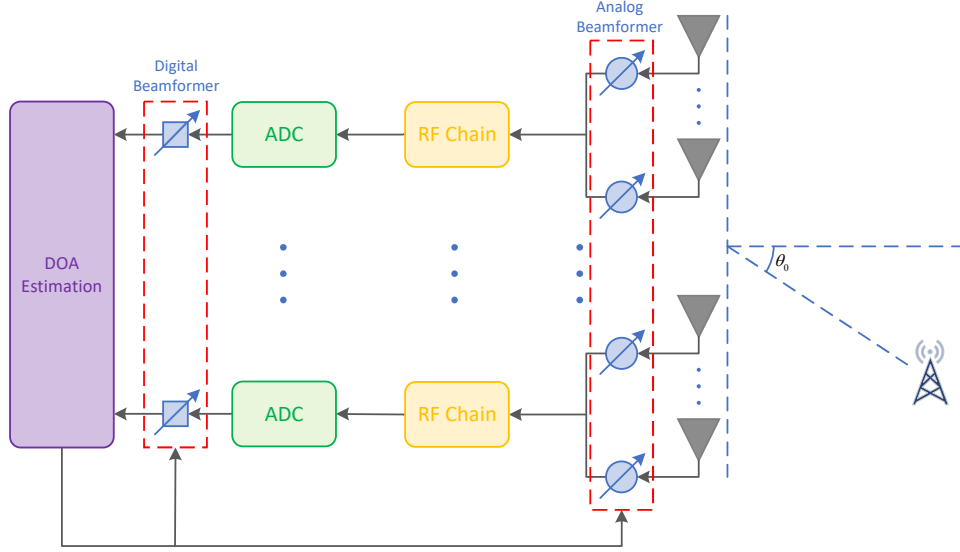 Analog
Beamformer
Digital
Beamformer
ADC
RF Chain
DOA
Estimation
θ₀
ADC
RF Chain